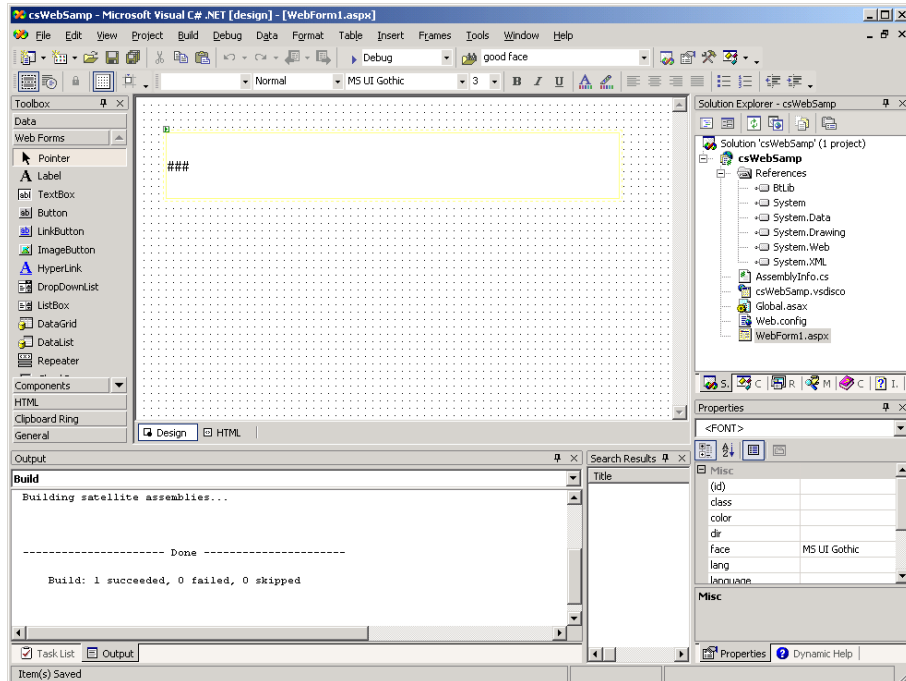 csWebSamp - Microsoft Visual C# .NET [design] - [WebForm1.aspx]
File Edit View Project Build Debug Data Format Table Insert Frames Tools Window Help
Debug good face
Normal MS UI Gothic 3 B I U A
Toolbox
Data
Web Forms
Pointer
A Label
abl TextBox
ab Button
ab LinkButton
ImageButton
A HyperLink
DropDownList
ListBox
DataGrid
DataList
Repeater
Components
HTML
Clipboard Ring
General
###
Design HTML
Solution Explorer - csWebSamp
Solution 'csWebSamp' (1 project)
csWebSamp
References
BtLib
System
System.Data
System.Drawing
System.Web
System.XML
AssemblyInfo.cs
csWebSamp.vsdisco
Global.asax
Web.config
WebForm1.aspx
S. C R M C I.
Properties
<FONT>
Misc
(id)
class
color
dir
face MS UI Gothic
lang
language
Misc
Properties Dynamic Help
Output
Build
Building satellite assemblies...
---------------------- Done ----------------------
Build: 1 succeeded, 0 failed, 0 skipped
Search Results
Title
Task List Output
Item(s) Saved